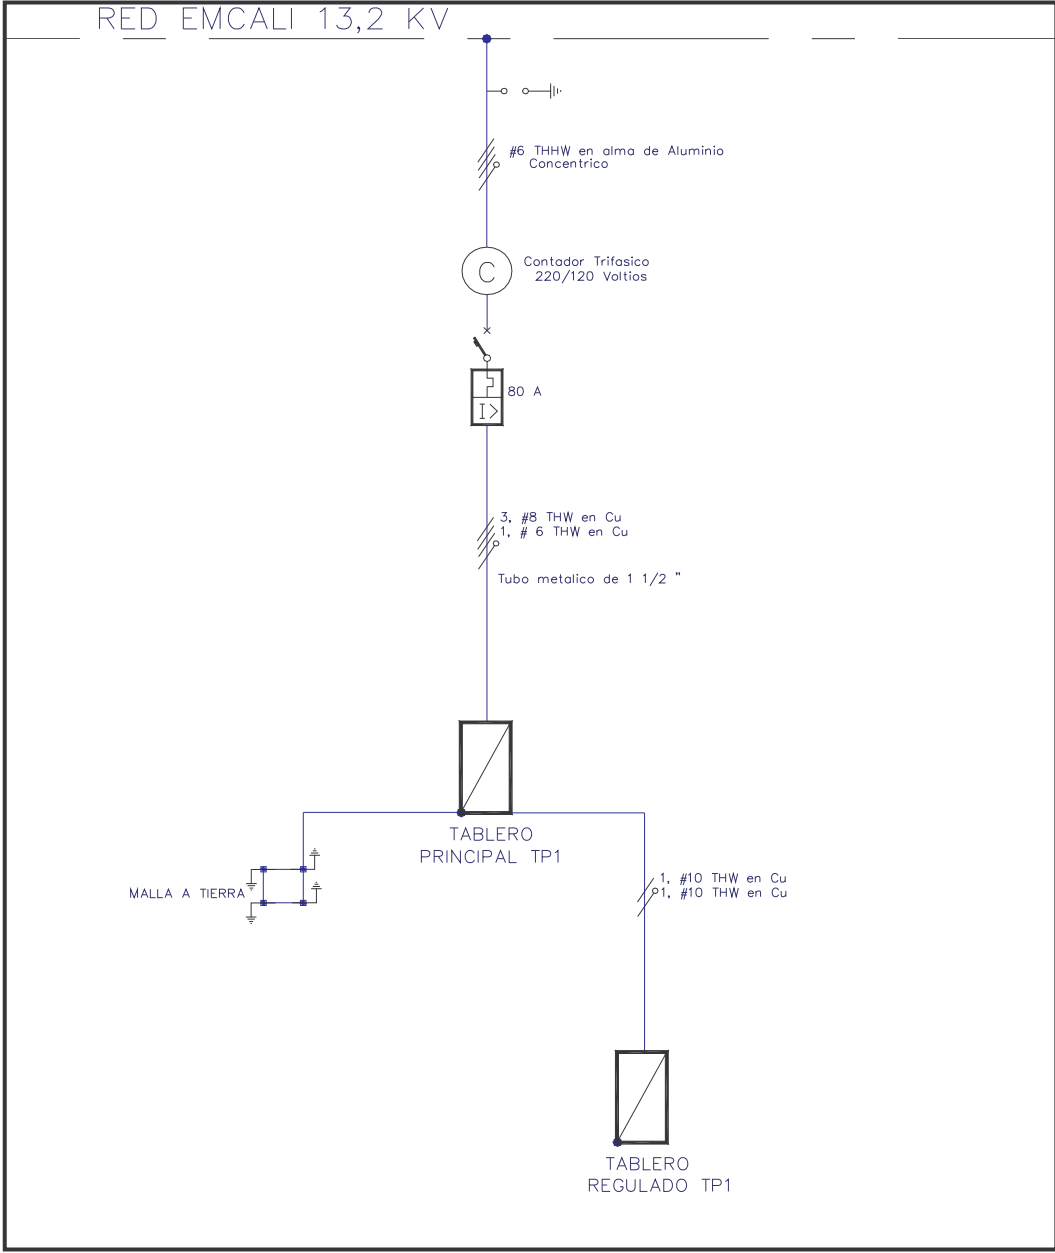 RED EMCALI 13,2 KV
#6 THHW en alma de Aluminio
Concentrico
Contador Trifasico
220/120 Voltios
C
80 A
I>
3, #8 THW en Cu
1, # 6 THW en Cu
Tubo metalico de 1 1/2 "
TABLERO
PRINCIPAL TP1
MALLA A TIERRA
1, #10 THW en Cu
1, #10 THW en Cu
TABLERO
REGULADO TP1